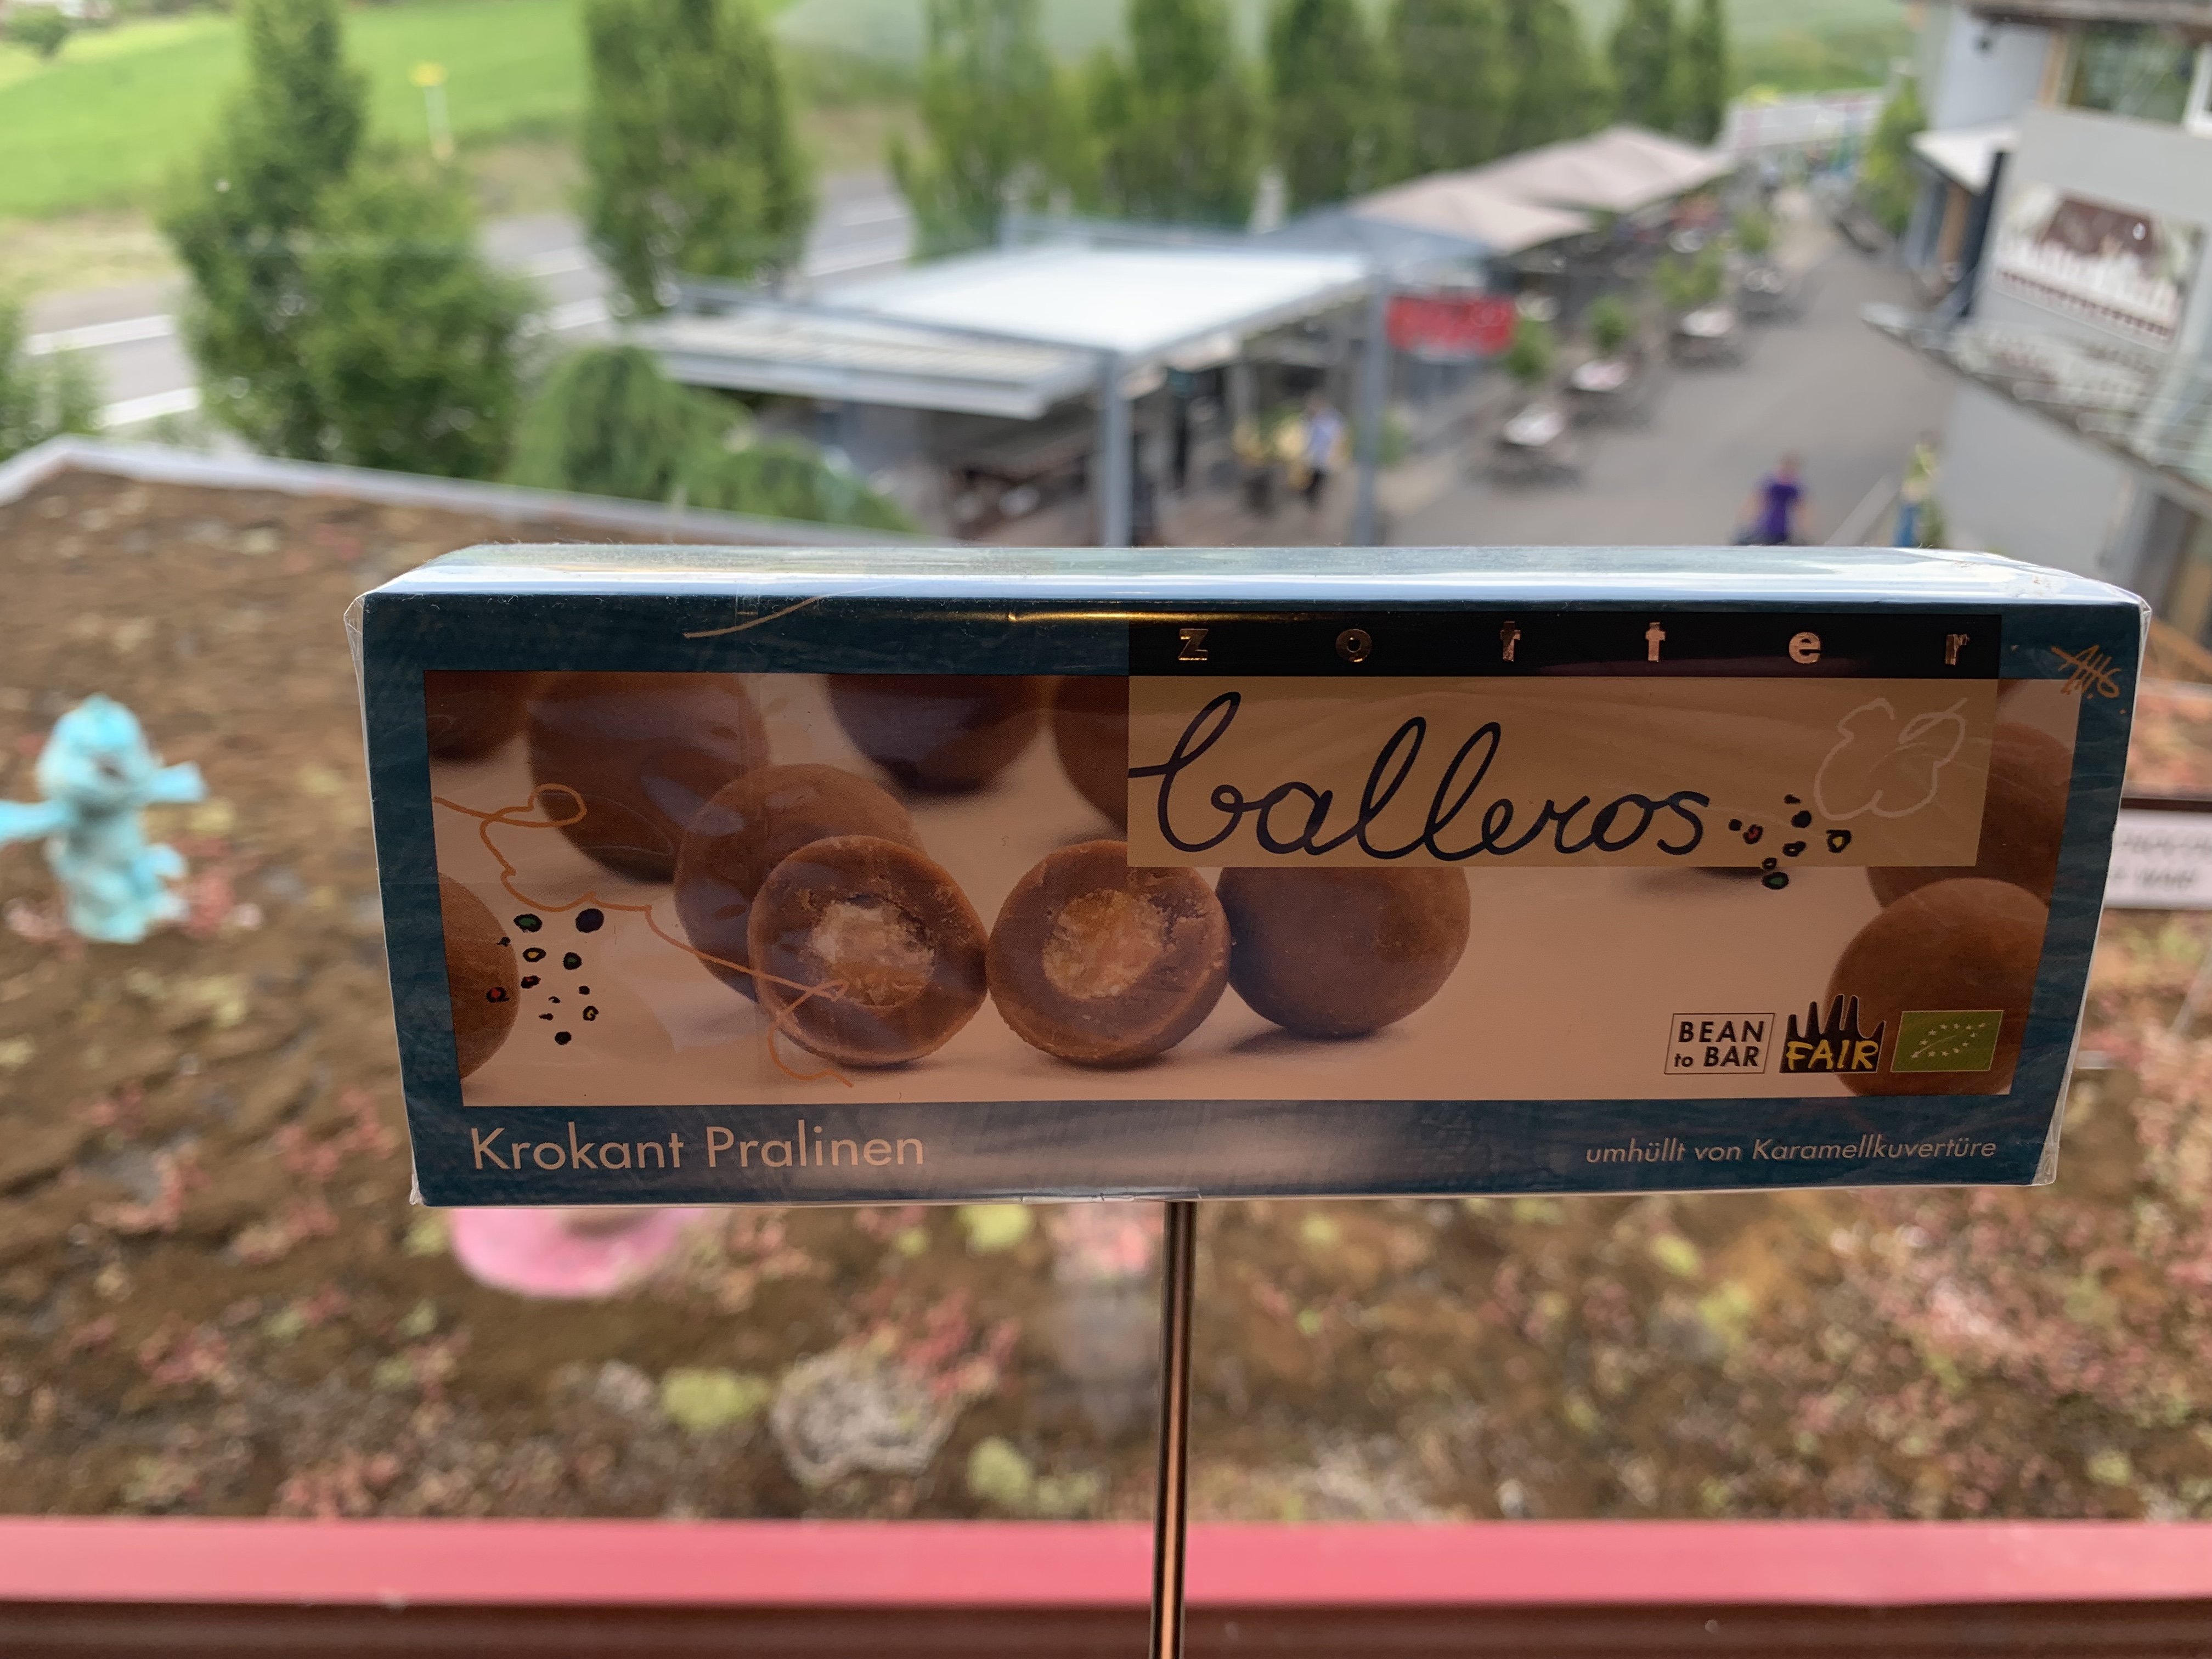 zotter
balleros
BEAN
to BAR
FAIR
Krokant Pralinen
umhüllt von Karamellkuvertüre